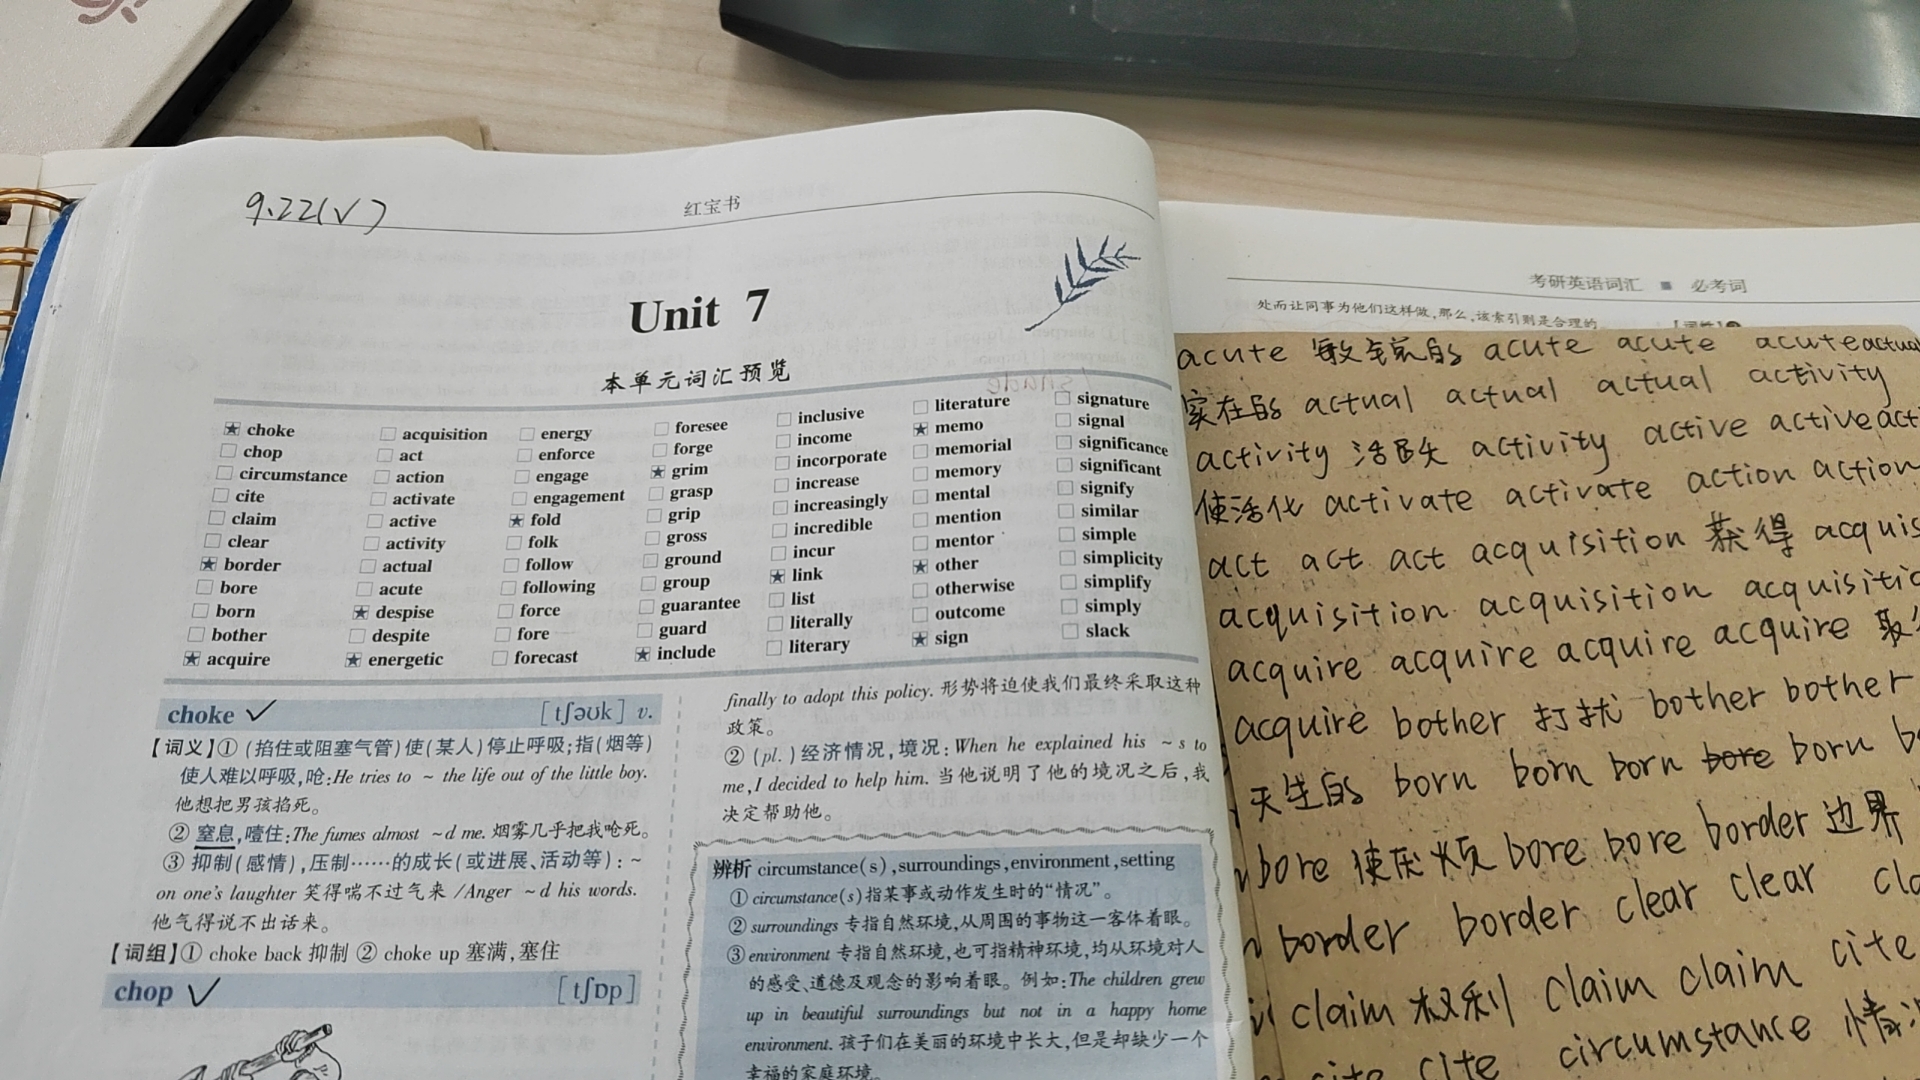 9.22(√)
红宝书
Unit 7
本单元词汇预览
choke
chop
circumstance
cite
claim
clear
border
bore
born
bother
acquire
acquisition
act
action
activate
active
activity
actual
acute
despise
despite
energetic
energy
enforce
engage
engagement
fold
folk
follow
following
force
fore
forecast
foresee
forge
grim
grasp
grip
gross
ground
group
guarantee
guard
include
inclusive
income
incorporate
increase
increasingly
incredible
incur
link
list
literally
literary
literature
memo
memorial
memory
mental
mention
mentor
other
otherwise
outcome
sign
signature
signal
significance
significant
signify
similar
simple
simplicity
simplify
simply
slack
choke ✓ [tʃəʊk] v.
【词义】① (掐住或阻塞气管)使(某人)停止呼吸;指(烟等)
使人难以呼吸,呛:He tries to ~ the life out of the little boy.
他想把男孩掐死。
② 窒息,噎住:The fumes almost ~d me. 烟雾几乎把我呛死。
③ 抑制(感情),压制……的成长(或进展、活动等):~
on one's laughter 笑得喘不过气来 /Anger ~d his words.
他气得说不出话来。
【词组】① choke back 抑制 ② choke up 塞满,塞住
chop ✓ [tʃɒp]
finally to adopt this policy. 形势将迫使我们最终采取这种
政策。
② (pl.) 经济情况,境况:When he explained his ~s to
me,I decided to help him. 当他说明了他的境况之后,我
决定帮助他。
辨析 circumstance(s),surroundings,environment,setting
① circumstance(s)指某事或动作发生时的“情况”。
② surroundings 专指自然环境,从周围的事物这一客体着眼。
③ environment 专指自然环境,也可指精神环境,均从环境对人
的感受、道德及观念的影响着眼。例如:The children grew
up in beautiful surroundings but not in a happy home
environment. 孩子们在美丽的环境中长大,但是却缺少一个
幸福的家庭环境。
考研英语词汇 ■ 必考词
处而让同事为他们这样做,那么,该索引则是合理的
acute 敏锐的 acute acute acute actual
实在的 actual actual actual activity
activity 活跃 activity active active
使活化 activate activate action action
act act act acquisition 获得
acquisition acquisition
acquire acquire acquire acquire
acquire bother 打扰 bother bother
天生的 born born born bore born
bore 使厌烦 bore bore border 边界
border border clear clear
claim 权利 claim claim cite
cite cite circumstance